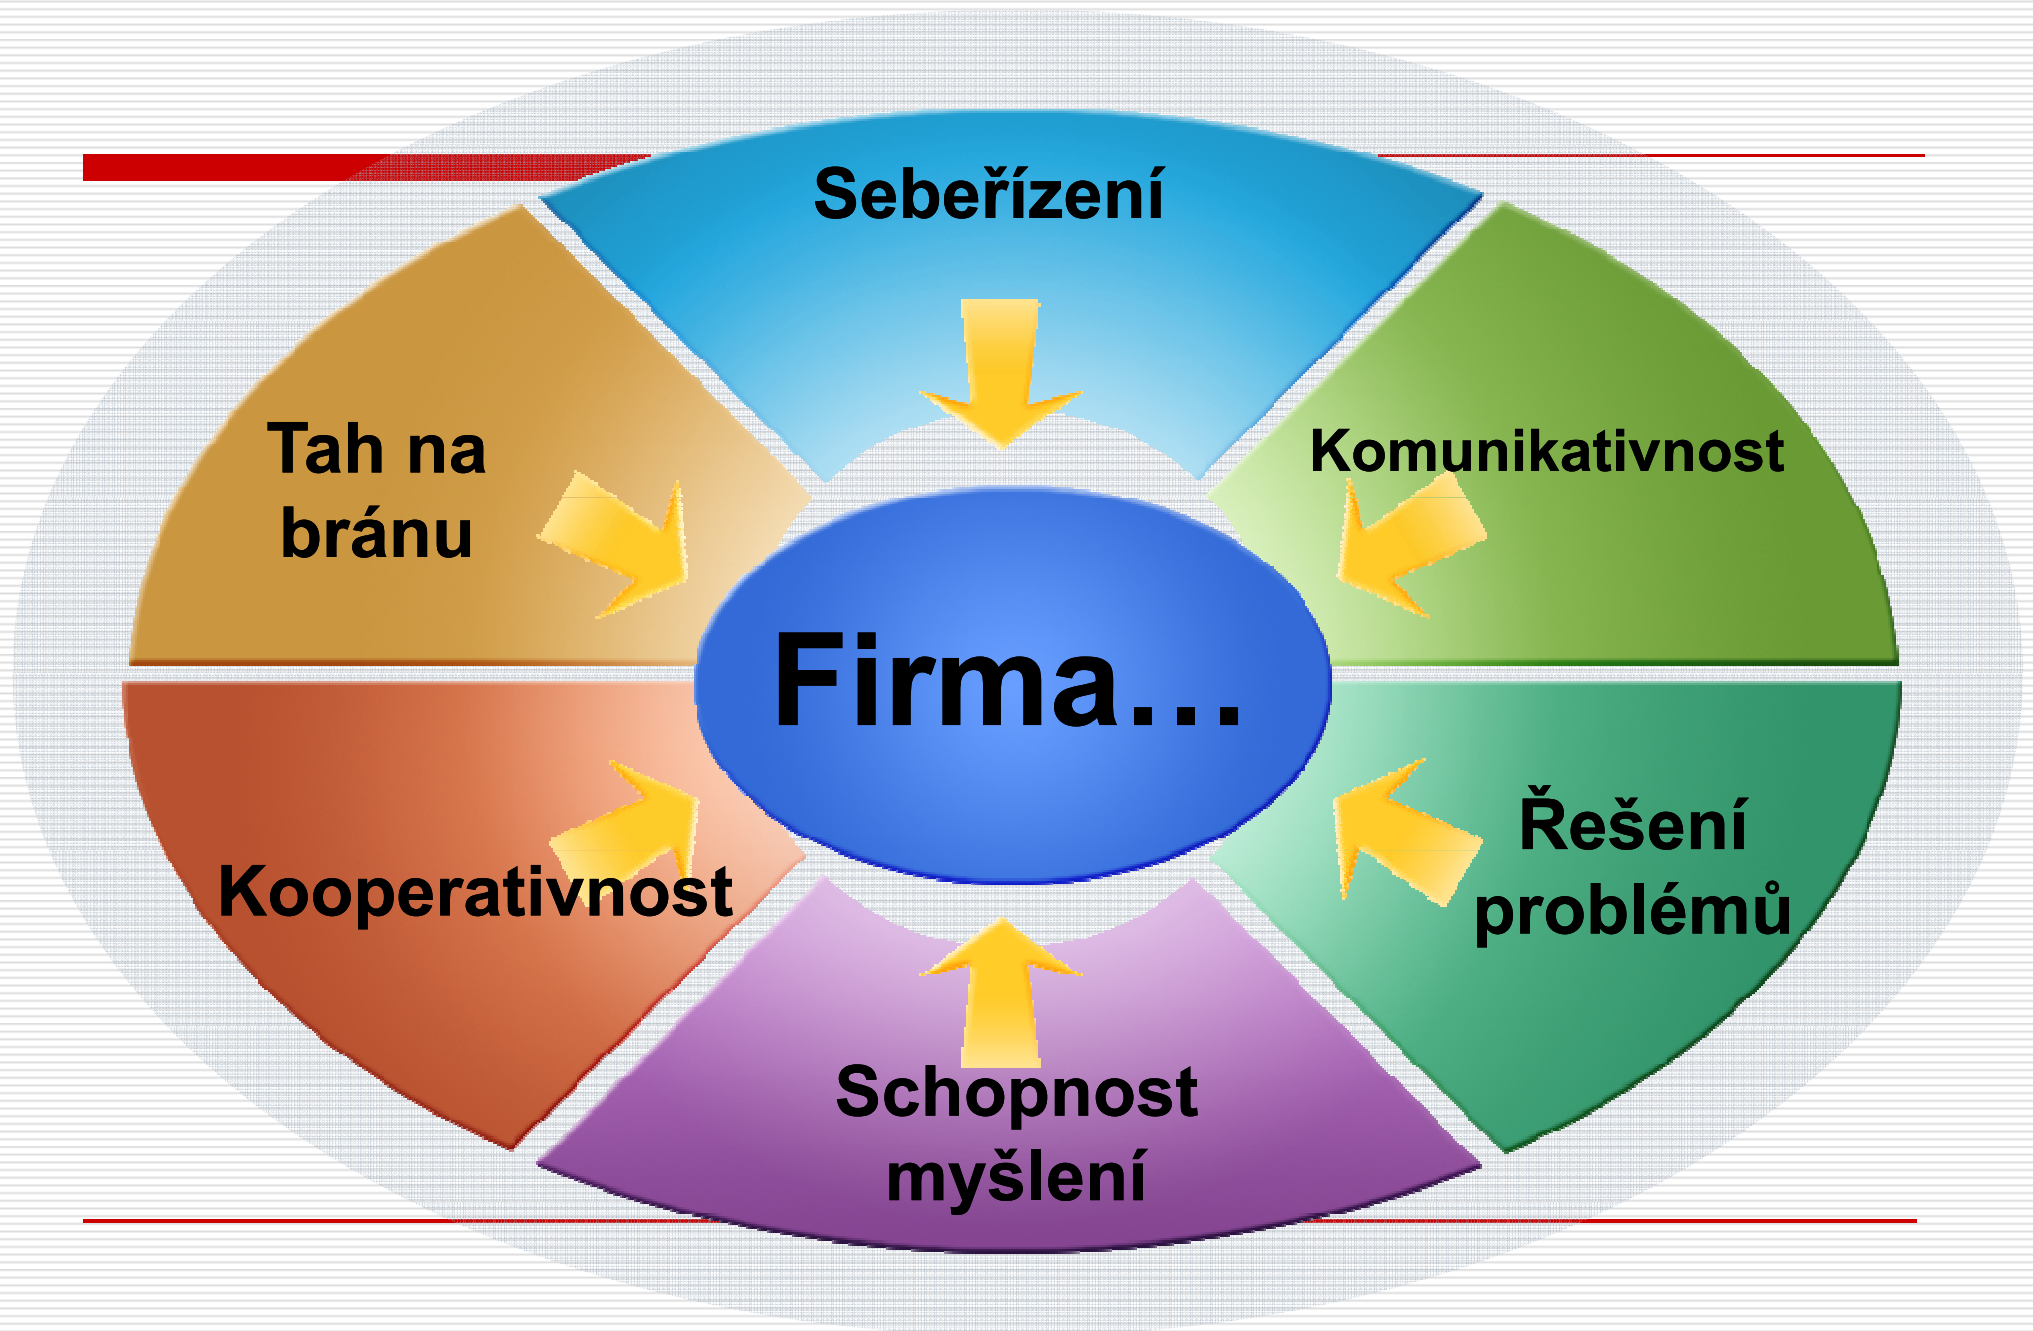 Sebeřízení
Komunikativnost
Tah na
bránu
Firma...
Řešení
problémů
Kooperativnost
Schopnost
myšlení